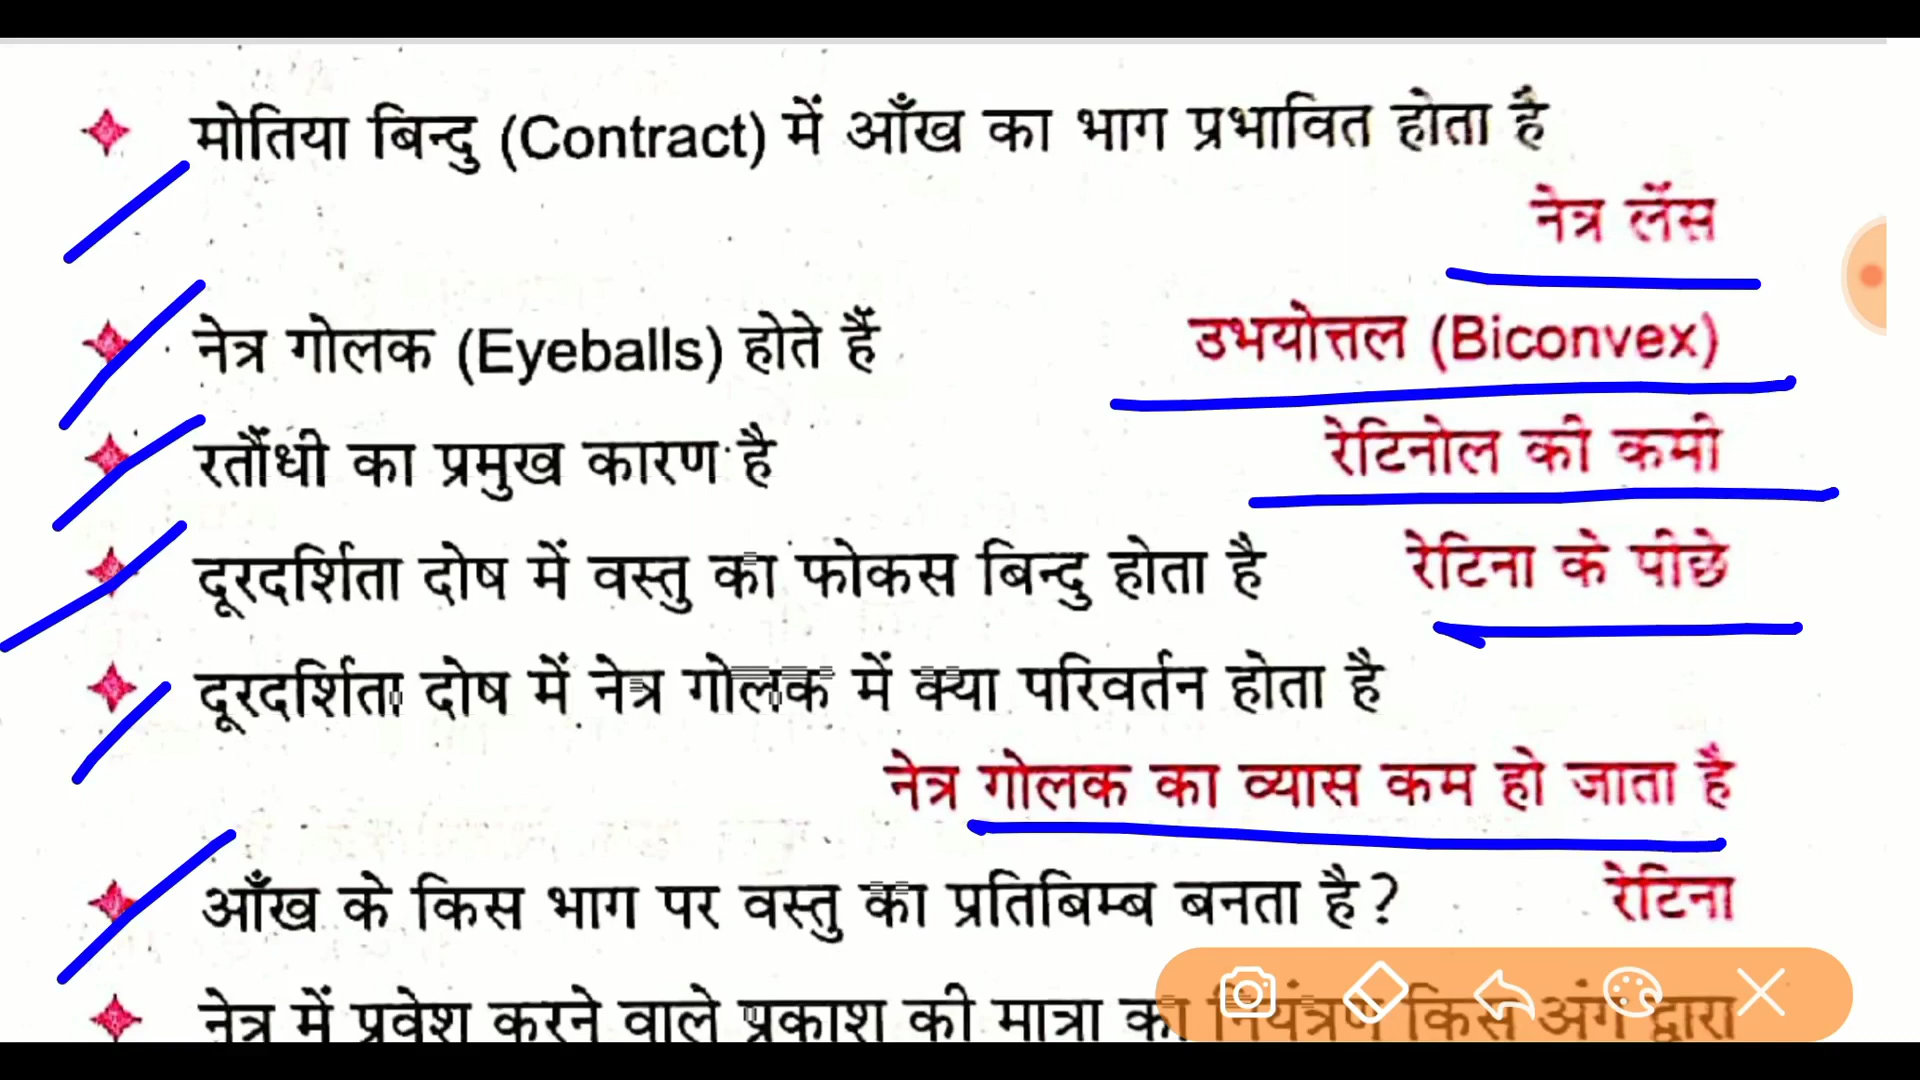 मोतिया बिन्दु (Contract) में आँख का भाग प्रभावित होता है
नेत्र लेंस
नेत्र गोलक (Eyeballs) होते हैं उभयोत्तल (Biconvex)
रतौंधी का प्रमुख कारण है रेटिनोल की कमी
दूरदर्शिता दोष में वस्तु का फोकस बिन्दु होता है रेटिना के पीछे
दूरदर्शिता दोष में नेत्र गोलक में क्या परिवर्तन होता है
नेत्र गोलक का व्यास कम हो जाता है
आँख के किस भाग पर वस्तु का प्रतिबिम्ब बनता है? रेटिना
नेत्र में प्रवेश करने वाले प्रकाश की मात्रा का नियंत्रण किस अंग द्वारा